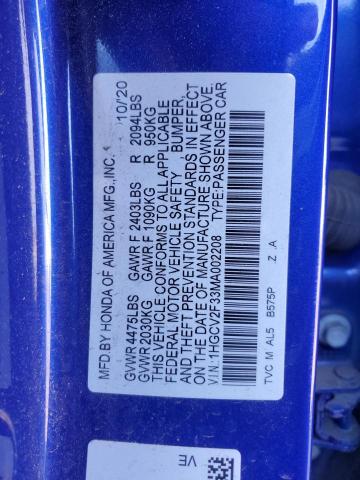 MFD.BY HONDA OF AMERICA MFG.,INC. 10/20
GVWR 4475LBS GAWR F 2403LBS R 2094LBS
GVWR 2030KG GAWR F 1090KG R 950KG
THIS VEHICLE CONFORMS TO ALL APPLICABLE
FEDERAL MOTOR VEHICLE SAFETY, BUMPER,
AND THEFT PREVENTION STANDARDS IN EFFECT
ON THE DATE OF MANUFACTURE SHOWN ABOVE.
V.I.N.:1HGCV2F33MA002208 TYPE:PASSENGER CAR
TVC M AL5 B575P Z A
VE